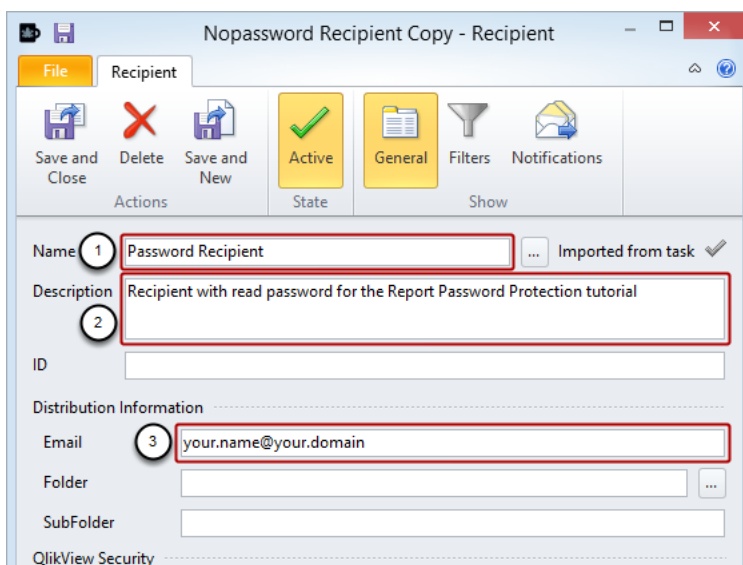 Nopassword Recipient Copy - Recipient
File Recipient
Save and Close Delete Save and New Active General Filters Notifications
Actions State Show
Name 1 Password Recipient ... Imported from task
Description Recipient with read password for the Report Password Protection tutorial
2
ID
Distribution Information
Email 3 your.name@your.domain
Folder ...
SubFolder
QlikView Security